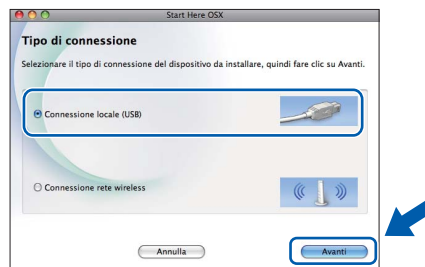 Start Here OSX
Tipo di connessione
Selezionare il tipo di connessione del dispositivo da installare, quindi fare clic su Avanti.
Connessione locale (USB)
Connessione rete wireless
Annulla
Avanti